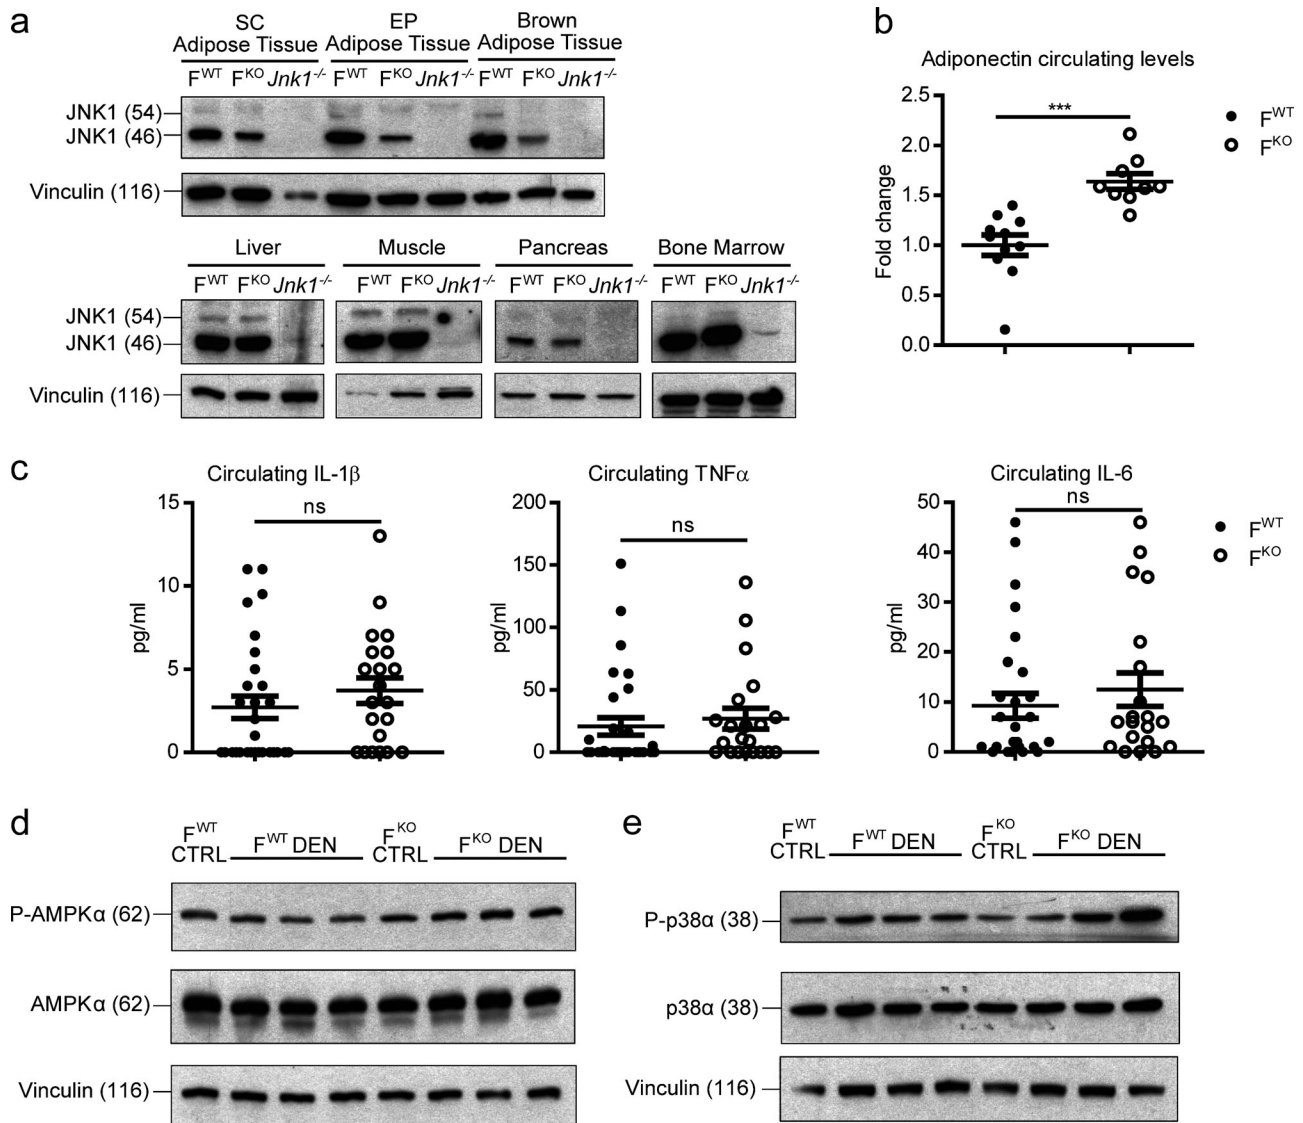 a
SC
Adipose Tissue
EP
Adipose Tissue
Brown
Adipose Tissue
F^WT F^KO Jnk1^-/- F^WT F^KO Jnk1^-/- F^WT F^KO Jnk1^-/-
JNK1 (54)
JNK1 (46)
Vinculin (116)
Liver Muscle Pancreas Bone Marrow
F^WT F^KO Jnk1^-/- F^WT F^KO Jnk1^-/- F^WT F^KO Jnk1^-/- F^WT F^KO Jnk1^-/-
JNK1 (54)
JNK1 (46)
Vinculin (116)
b
Adiponectin circulating levels
Fold change
2.5
2.0
1.5
1.0
0.5
0.0
***
F^WT
F^KO
c
Circulating IL-1β
pg/ml
15
10
5
0
ns
Circulating TNFα
pg/ml
200
150
100
50
0
ns
Circulating IL-6
pg/ml
50
40
30
20
10
0
ns
F^WT
F^KO
d
F^WT
CTRL
F^WT DEN
F^KO
CTRL
F^KO DEN
P-AMPKα (62)
AMPKα (62)
Vinculin (116)
e
F^WT
CTRL
F^WT DEN
F^KO
CTRL
F^KO DEN
P-p38α (38)
p38α (38)
Vinculin (116)